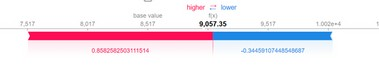 higher ⇄ lower
base value f(x)
7,517 8,017 8,517 9,057.35 9,517 1.002e+4
0.8582582503111514 -0.34459107448548687